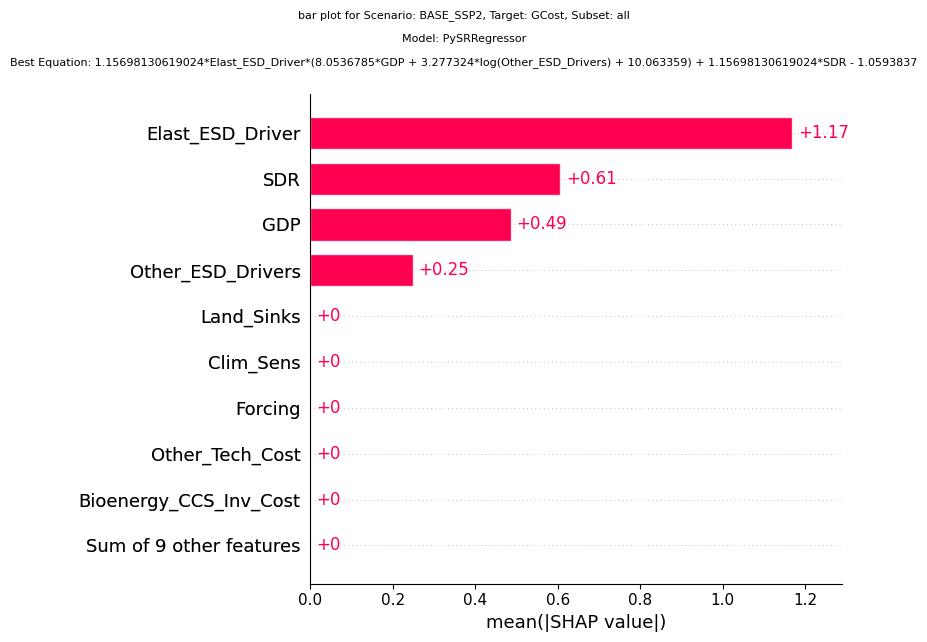 bar plot for Scenario: BASE_SSP2, Target: GCost, Subset: all
Model: PySRRegressor
Best Equation: 1.15698130619024*Elast_ESD_Driver*(8.0536785*GDP + 3.277324*log(Other_ESD_Drivers) + 10.063359) + 1.15698130619024*SDR - 1.0593837
Elast_ESD_Driver +1.17
SDR +0.61
GDP +0.49
Other_ESD_Drivers +0.25
Land_Sinks +0
Clim_Sens +0
Forcing +0
Other_Tech_Cost +0
Bioenergy_CCS_Inv_Cost +0
Sum of 9 other features +0
0.0 0.2 0.4 0.6 0.8 1.0 1.2
mean(|SHAP value|)